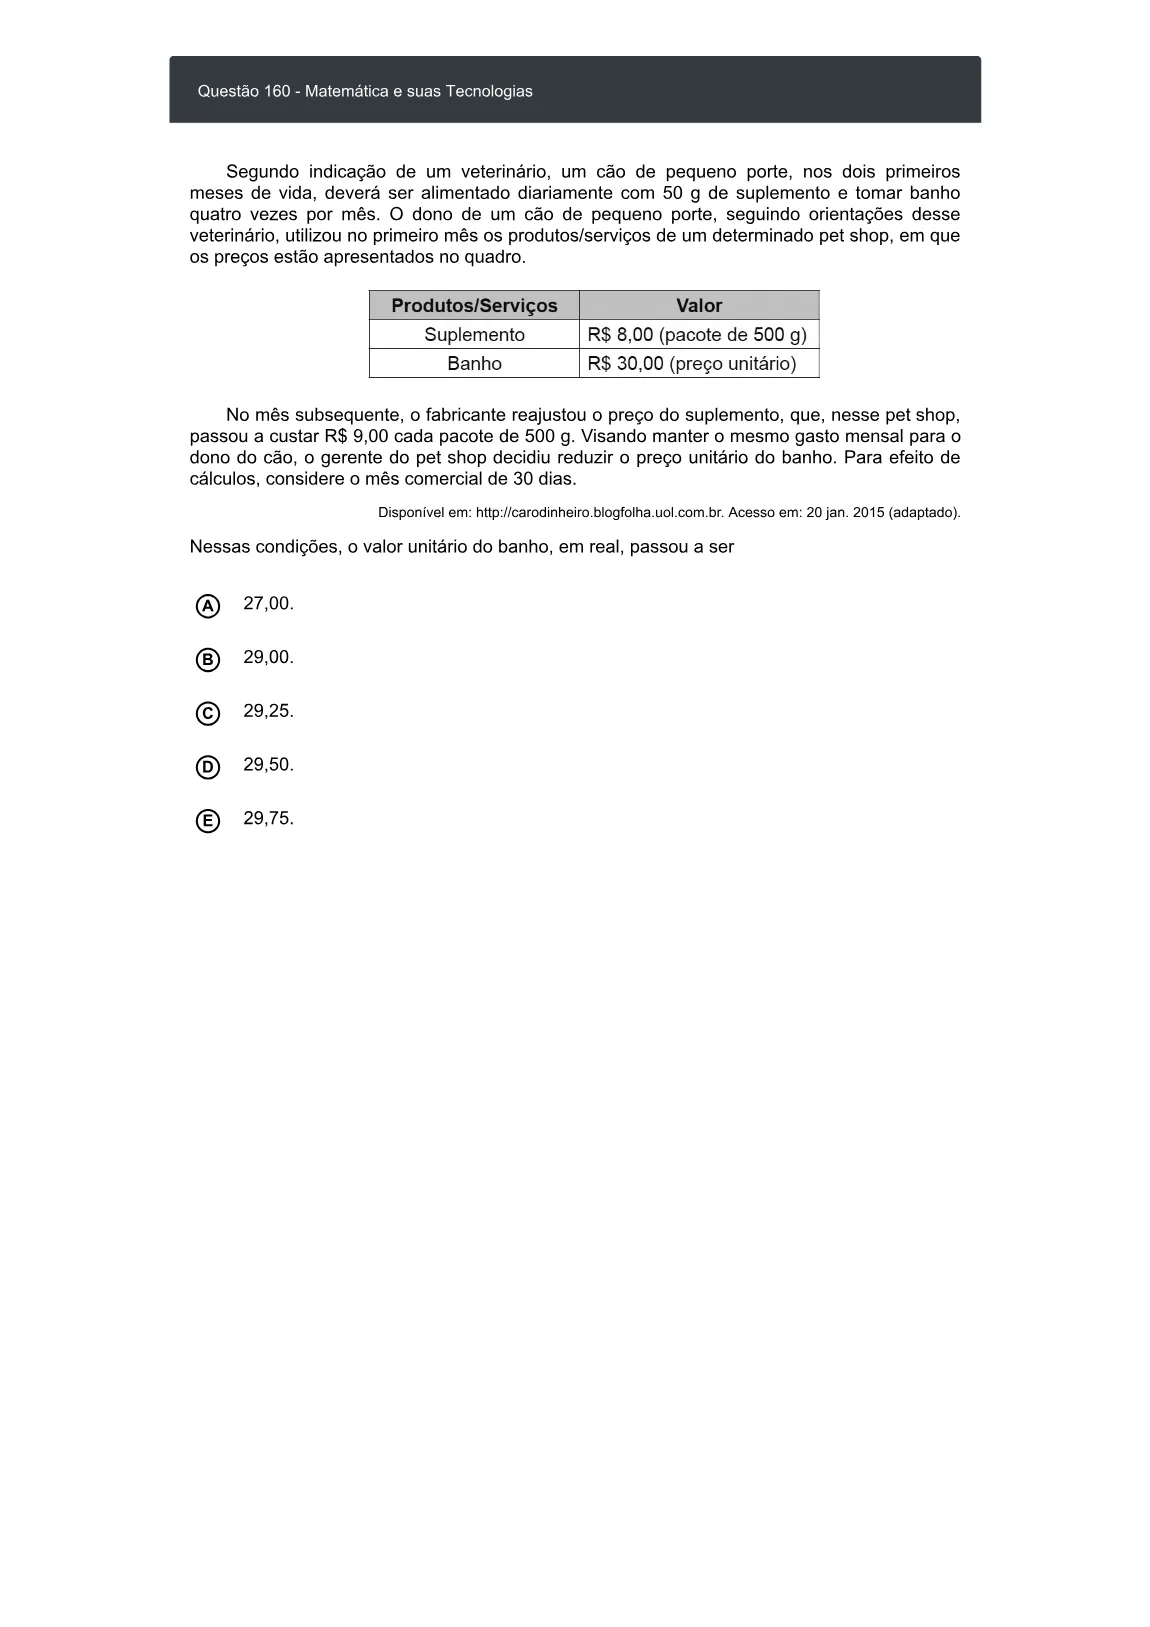 Questão 160 - Matemática e suas Tecnologias
Segundo indicação de um veterinário, um cão de pequeno porte, nos dois primeiros
meses de vida, deverá ser alimentado diariamente com 50 g de suplemento e tomar banho
quatro vezes por mês. O dono de um cão de pequeno porte, seguindo orientações desse
veterinário, utilizou no primeiro mês os produtos/serviços de um determinado pet shop, em que
os preços estão apresentados no quadro.
Produtos/Serviços Valor
Suplemento R$ 8,00 (pacote de 500 g)
Banho R$ 30,00 (preço unitário)
No mês subsequente, o fabricante reajustou o preço do suplemento, que, nesse pet shop,
passou a custar R$ 9,00 cada pacote de 500 g. Visando manter o mesmo gasto mensal para o
dono do cão, o gerente do pet shop decidiu reduzir o preço unitário do banho. Para efeito de
cálculos, considere o mês comercial de 30 dias.
Disponível em: http://carodinheiro.blogfolha.uol.com.br. Acesso em: 20 jan. 2015 (adaptado).
Nessas condições, o valor unitário do banho, em real, passou a ser
A 27,00.
B 29,00.
C 29,25.
D 29,50.
E 29,75.